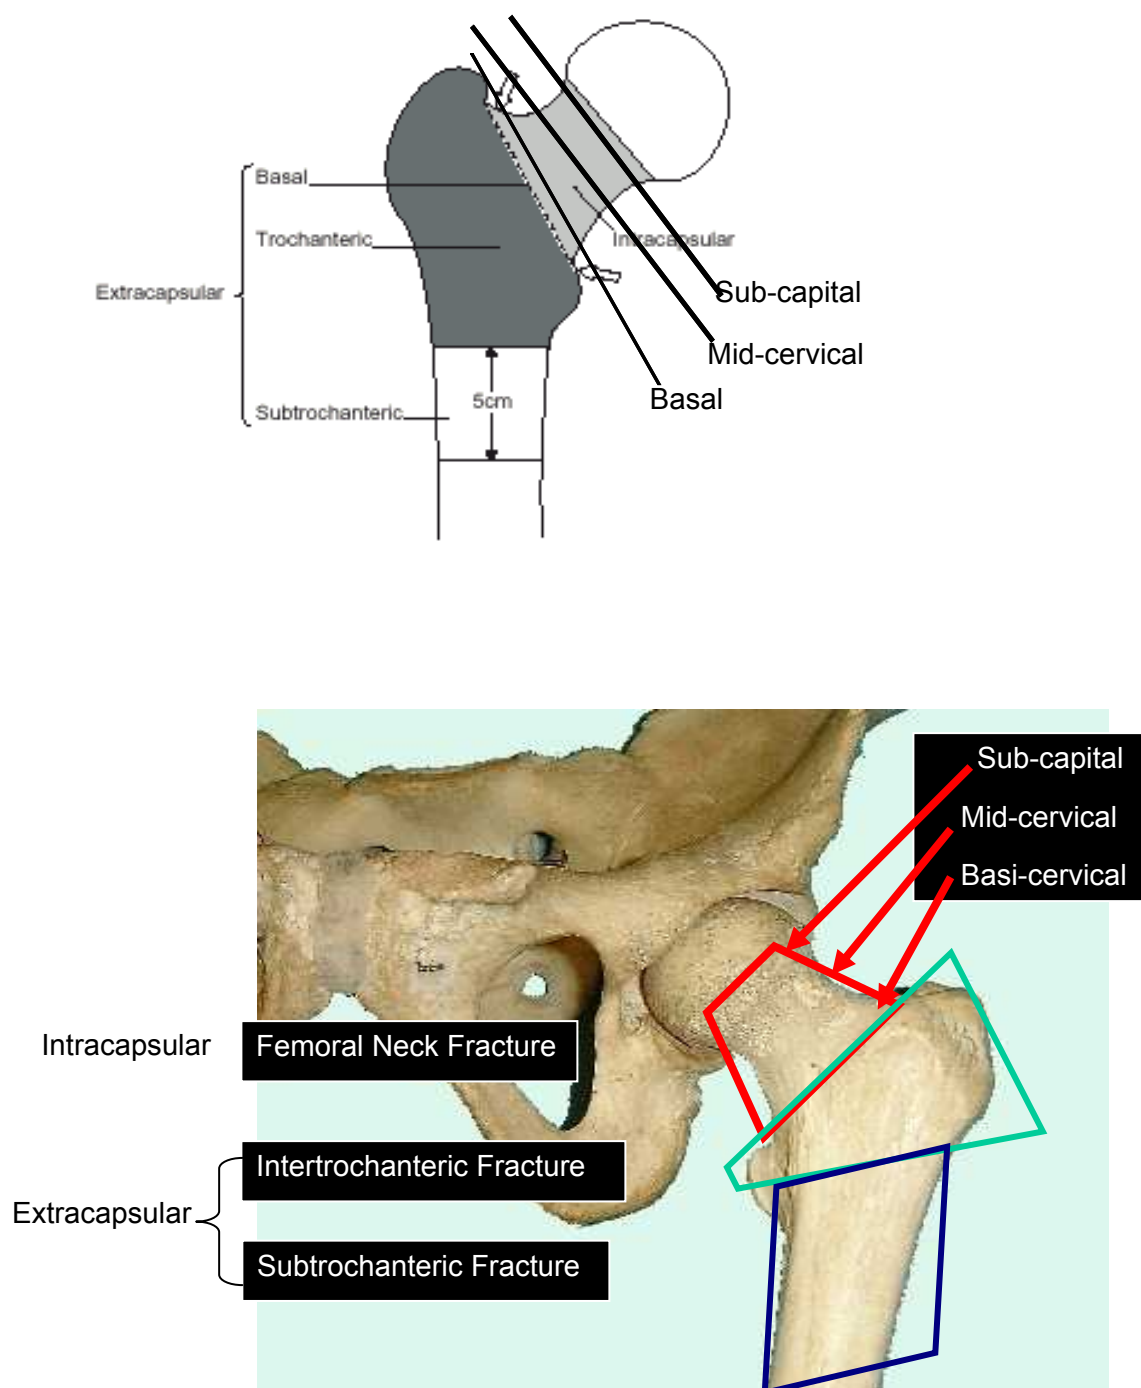 Basal
Trochanteric
Intracapsular
Extracapsular
Sub-capital
Mid-cervical
Basal
Subtrochanteric
5cm
Sub-capital
Mid-cervical
Basi-cervical
Intracapsular
Femoral Neck Fracture
Intertrochanteric Fracture
Extracapsular
Subtrochanteric Fracture